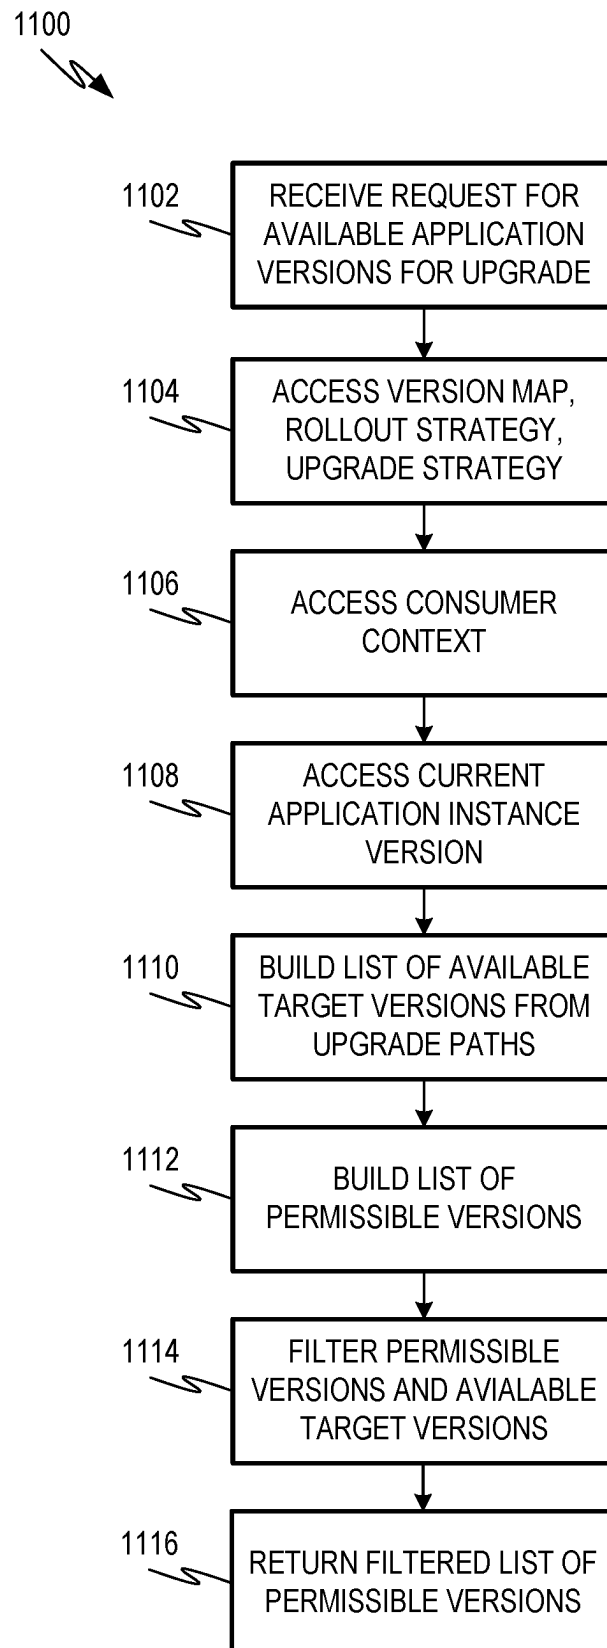 1100
1102
RECEIVE REQUEST FOR
AVAILABLE APPLICATION
VERSIONS FOR UPGRADE
1104
ACCESS VERSION MAP,
ROLLOUT STRATEGY,
UPGRADE STRATEGY
1106
ACCESS CONSUMER
CONTEXT
1108
ACCESS CURRENT
APPLICATION INSTANCE
VERSION
1110
BUILD LIST OF AVAILABLE
TARGET VERSIONS FROM
UPGRADE PATHS
1112
BUILD LIST OF
PERMISSIBLE VERSIONS
1114
FILTER PERMISSIBLE
VERSIONS AND AVIALABLE
TARGET VERSIONS
1116
RETURN FILTERED LIST OF
PERMISSIBLE VERSIONS